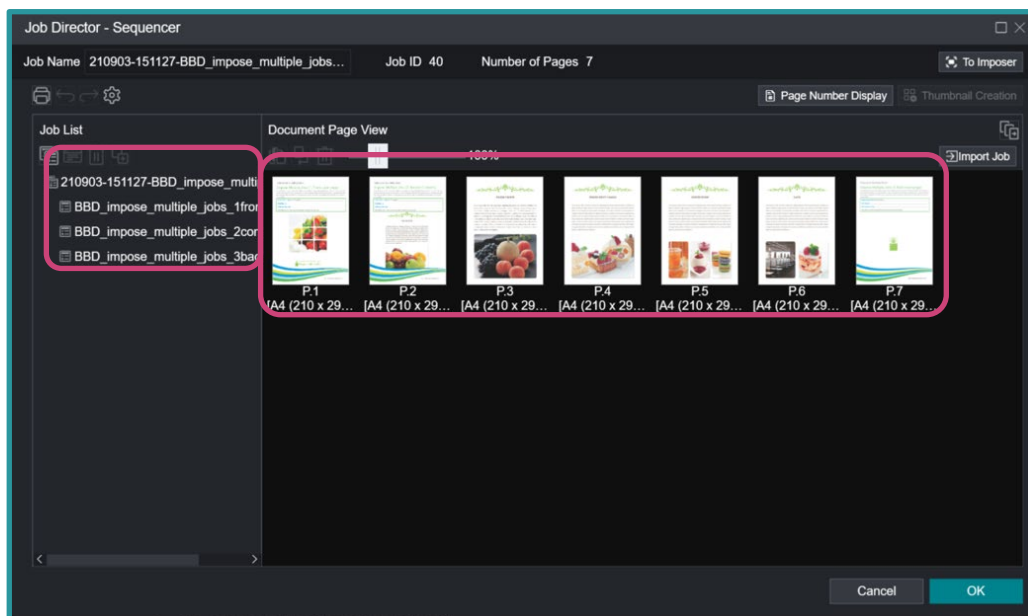 Job Director - Sequencer
Job Name 210903-151127-BBD_impose_multiple_jobs... Job ID 40 Number of Pages 7 To Imposer
Page Number Display Thumbnail Creation
Job List
Document Page View
Import Job
210903-151127-BBD_impose_multi
BBD_impose_multiple_jobs_1fror
BBD_impose_multiple_jobs_2cor
BBD_impose_multiple_jobs_3bac
P.1 P.2 P.3 P.4 P.5 P.6 P.7
[A4 (210 x 29... [A4 (210 x 29... [A4 (210 x 29... [A4 (210 x 29... [A4 (210 x 29... [A4 (210 x 29... [A4 (210 x 29...
Cancel OK